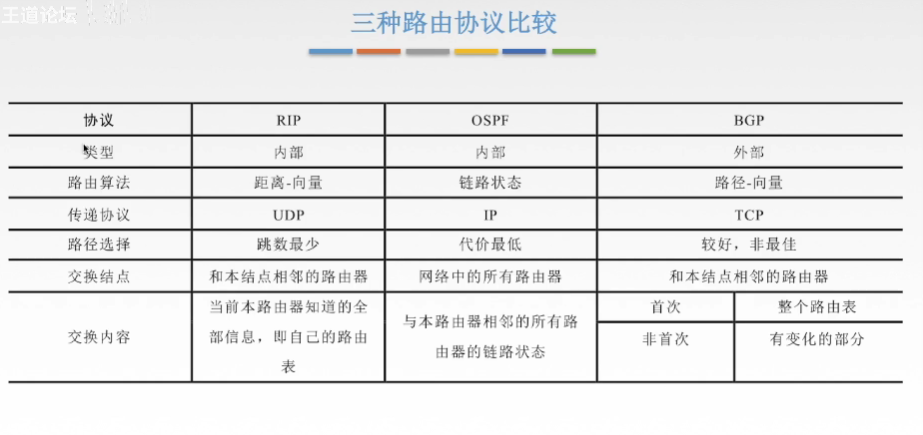 王道论坛
三种路由协议比较
协议 RIP OSPF BGP
类型 内部 内部 外部
路由算法 距离-向量 链路状态 路径-向量
传递协议 UDP IP TCP
路径选择 跳数最少 代价最低 较好，非最佳
交换结点 和本结点相邻的路由器 网络中的所有路由器 和本结点相邻的路由器
交换内容
当前本路由器知道的全
部信息，即自己的路由
表
与本路由器相邻的所有路
由器的链路状态
首次 整个路由表
非首次 有变化的部分